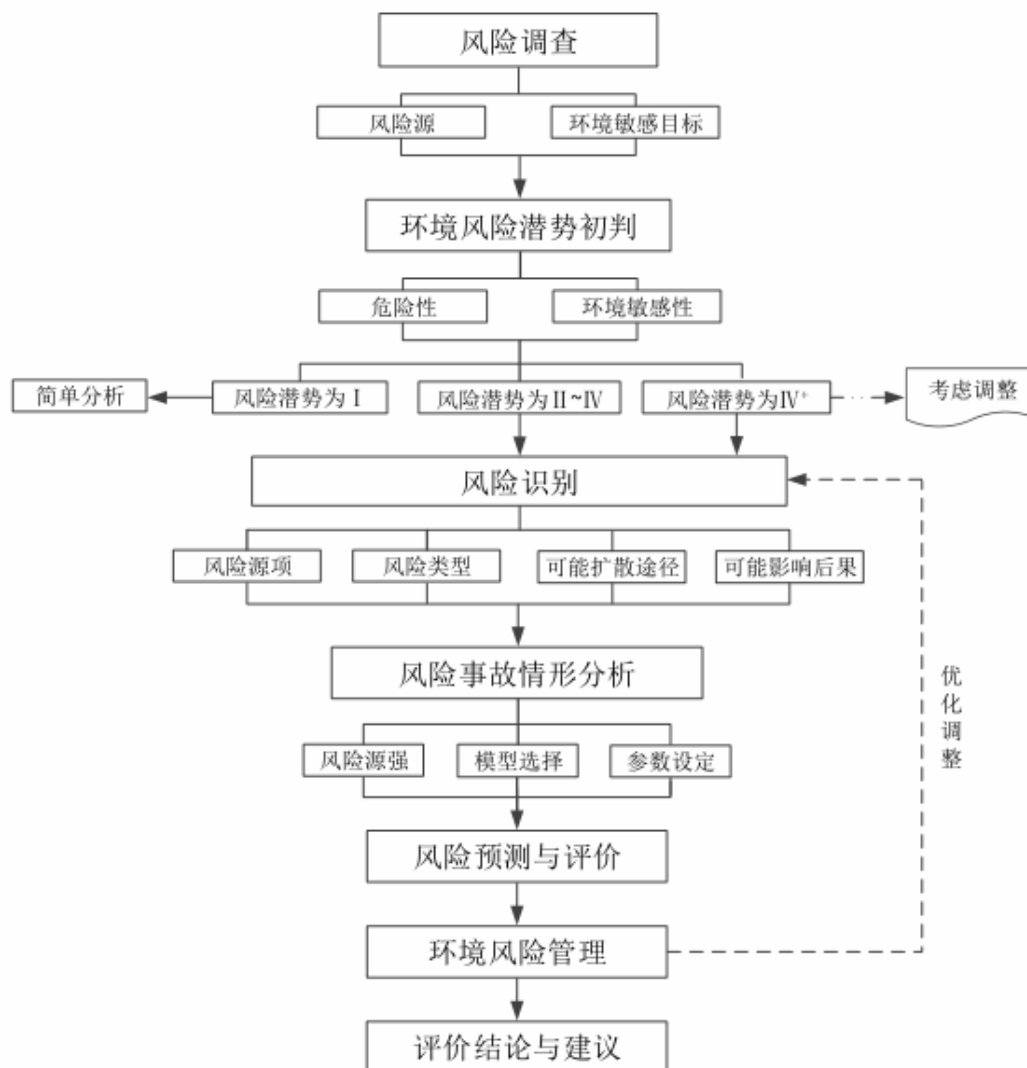 风险调查
风险源
环境敏感目标
环境风险潜势初判
危险性
环境敏感性
简单分析
风险潜势为Ⅰ
风险潜势为Ⅱ~Ⅳ
风险潜势为Ⅳ⁺
考虑调整
风险识别
风险源项
风险类型
可能扩散途径
可能影响后果
风险事故情形分析
风险源强
模型选择
参数设定
优化调整
风险预测与评价
环境风险管理
评价结论与建议